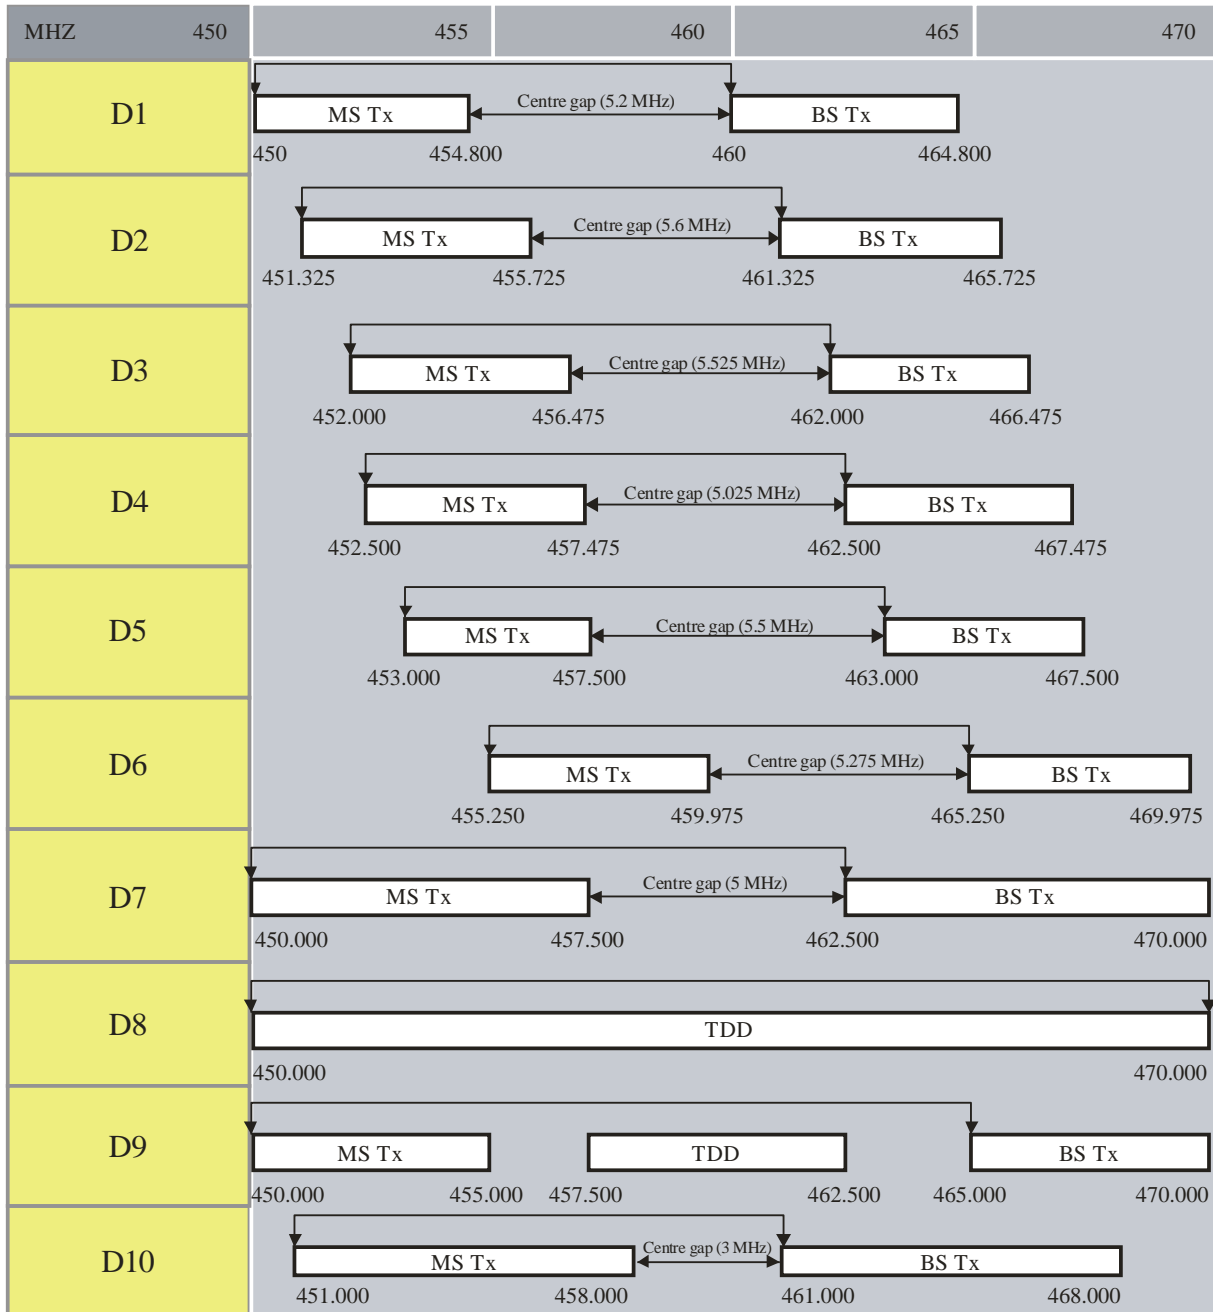 MHZ 450 455 460 465 470
D1 MS Tx Centre gap (5.2 MHz) BS Tx
450 454.800 460 464.800
D2 MS Tx Centre gap (5.6 MHz) BS Tx
451.325 455.725 461.325 465.725
D3 MS Tx Centre gap (5.525 MHz) BS Tx
452.000 456.475 462.000 466.475
D4 MS Tx Centre gap (5.025 MHz) BS Tx
452.500 457.475 462.500 467.475
D5 MS Tx Centre gap (5.5 MHz) BS Tx
453.000 457.500 463.000 467.500
D6 MS Tx Centre gap (5.275 MHz) BS Tx
455.250 459.975 465.250 469.975
D7 MS Tx Centre gap (5 MHz) BS Tx
450.000 457.500 462.500 470.000
D8 TDD
450.000 470.000
D9 MS Tx TDD BS Tx
450.000 455.000 457.500 462.500 465.000 470.000
D10 MS Tx Centre gap (3 MHz) BS Tx
451.000 458.000 461.000 468.000